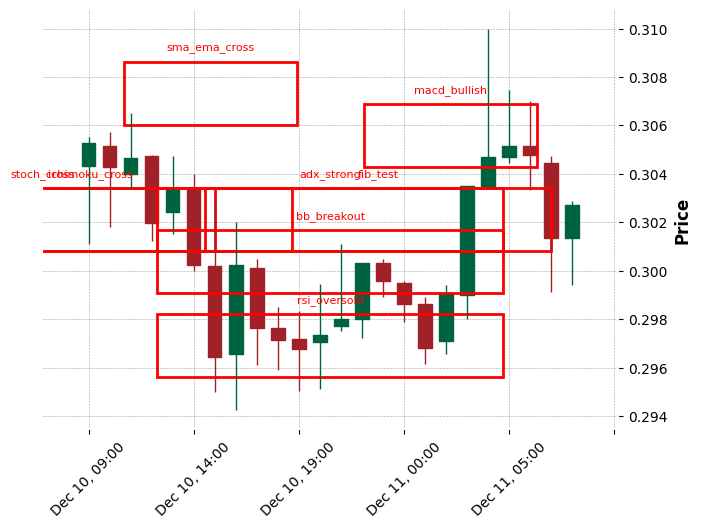 0.310
sma_ema_cross
0.308
macd_bullish
0.306
0.304
stoch_cross
ichimoku_cross
adx_strong
fib_test
0.302
bb_breakout
Price
0.300
rsi_oversold
0.298
0.296
0.294
Dec 10, 09:00
Dec 10, 14:00
Dec 10, 19:00
Dec 11, 00:00
Dec 11, 05:00